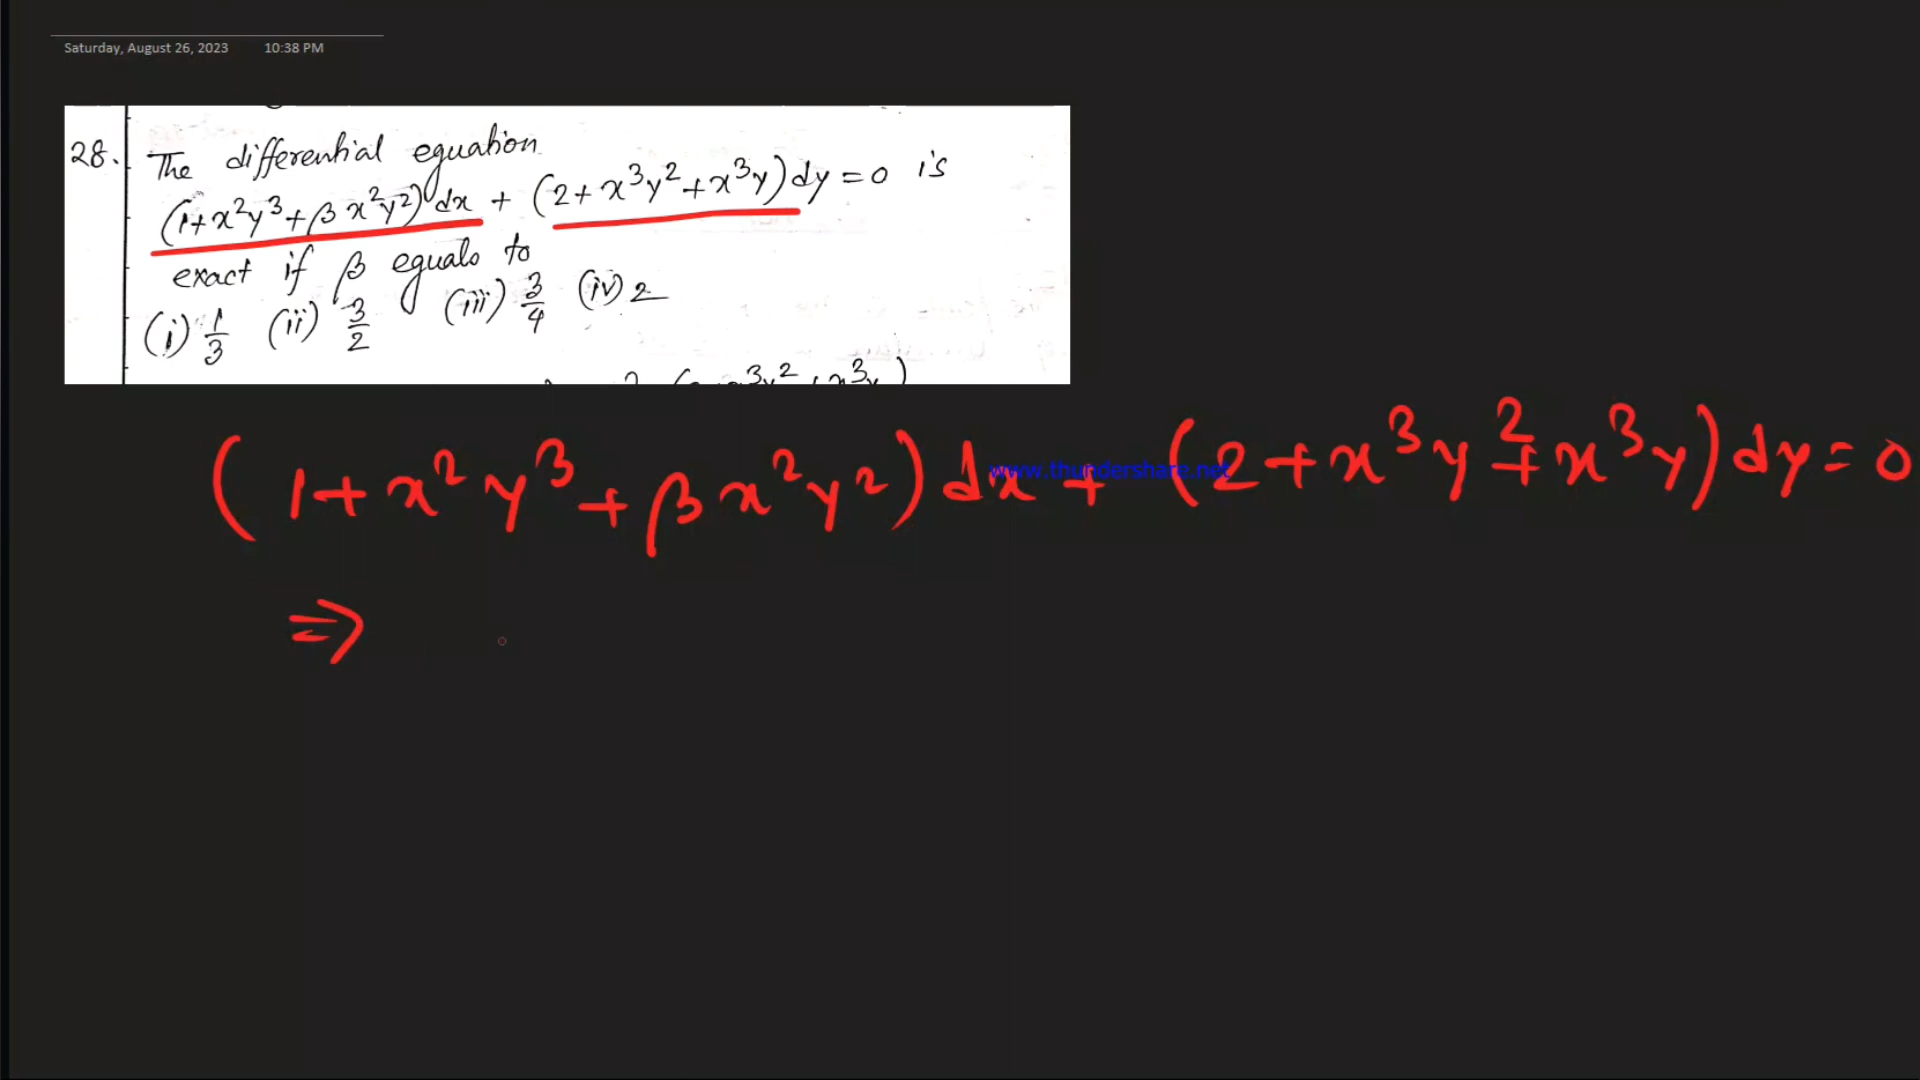 Saturday, August 26, 2023 10:38 PM
28. The differential equation
(1+x²y³+βx²y²)dx + (2+x³y²+x³y)dy=0 is
exact if β equals to
(i) 1/3 (ii) 3/2 (iii) 3/4 (iv) 2
(1+x²y³+βx²y²)dx + (2+x³y²+x³y)dy=0
www.thundershare.net
⇒